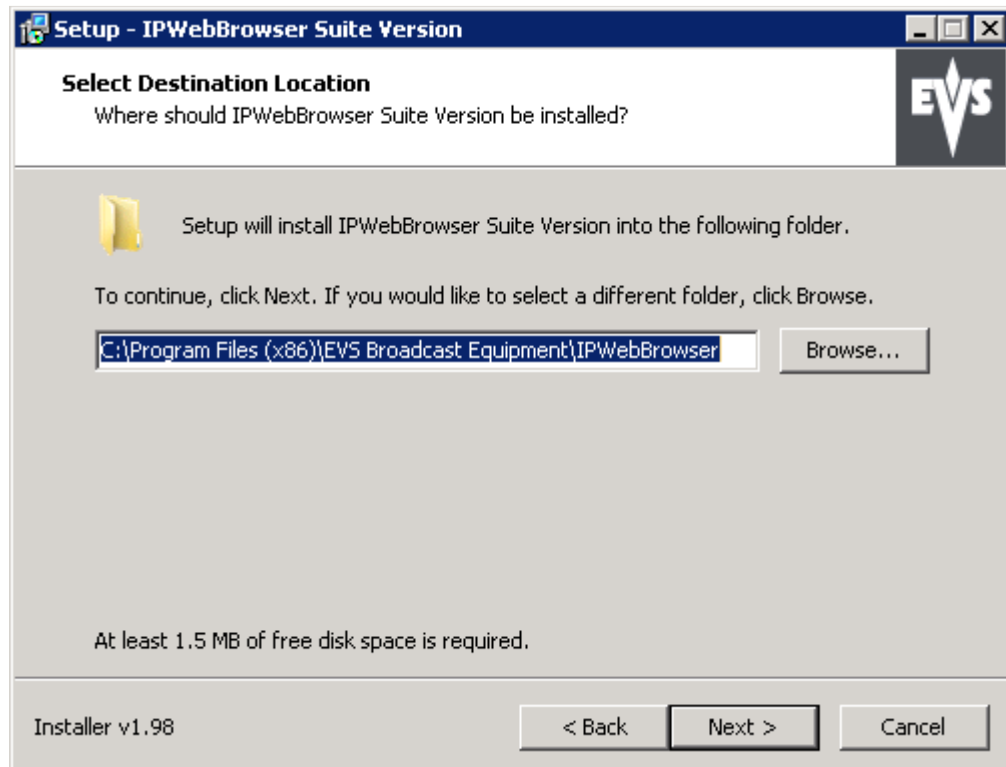 Setup - IPWebBrowser Suite Version
Select Destination Location
Where should IPWebBrowser Suite Version be installed?
EVS
Setup will install IPWebBrowser Suite Version into the following folder.
To continue, click Next. If you would like to select a different folder, click Browse.
C:\Program Files (x86)\EVS Broadcast Equipment\IPWebBrowser
Browse...
At least 1.5 MB of free disk space is required.
Installer v1.98
< Back
Next >
Cancel